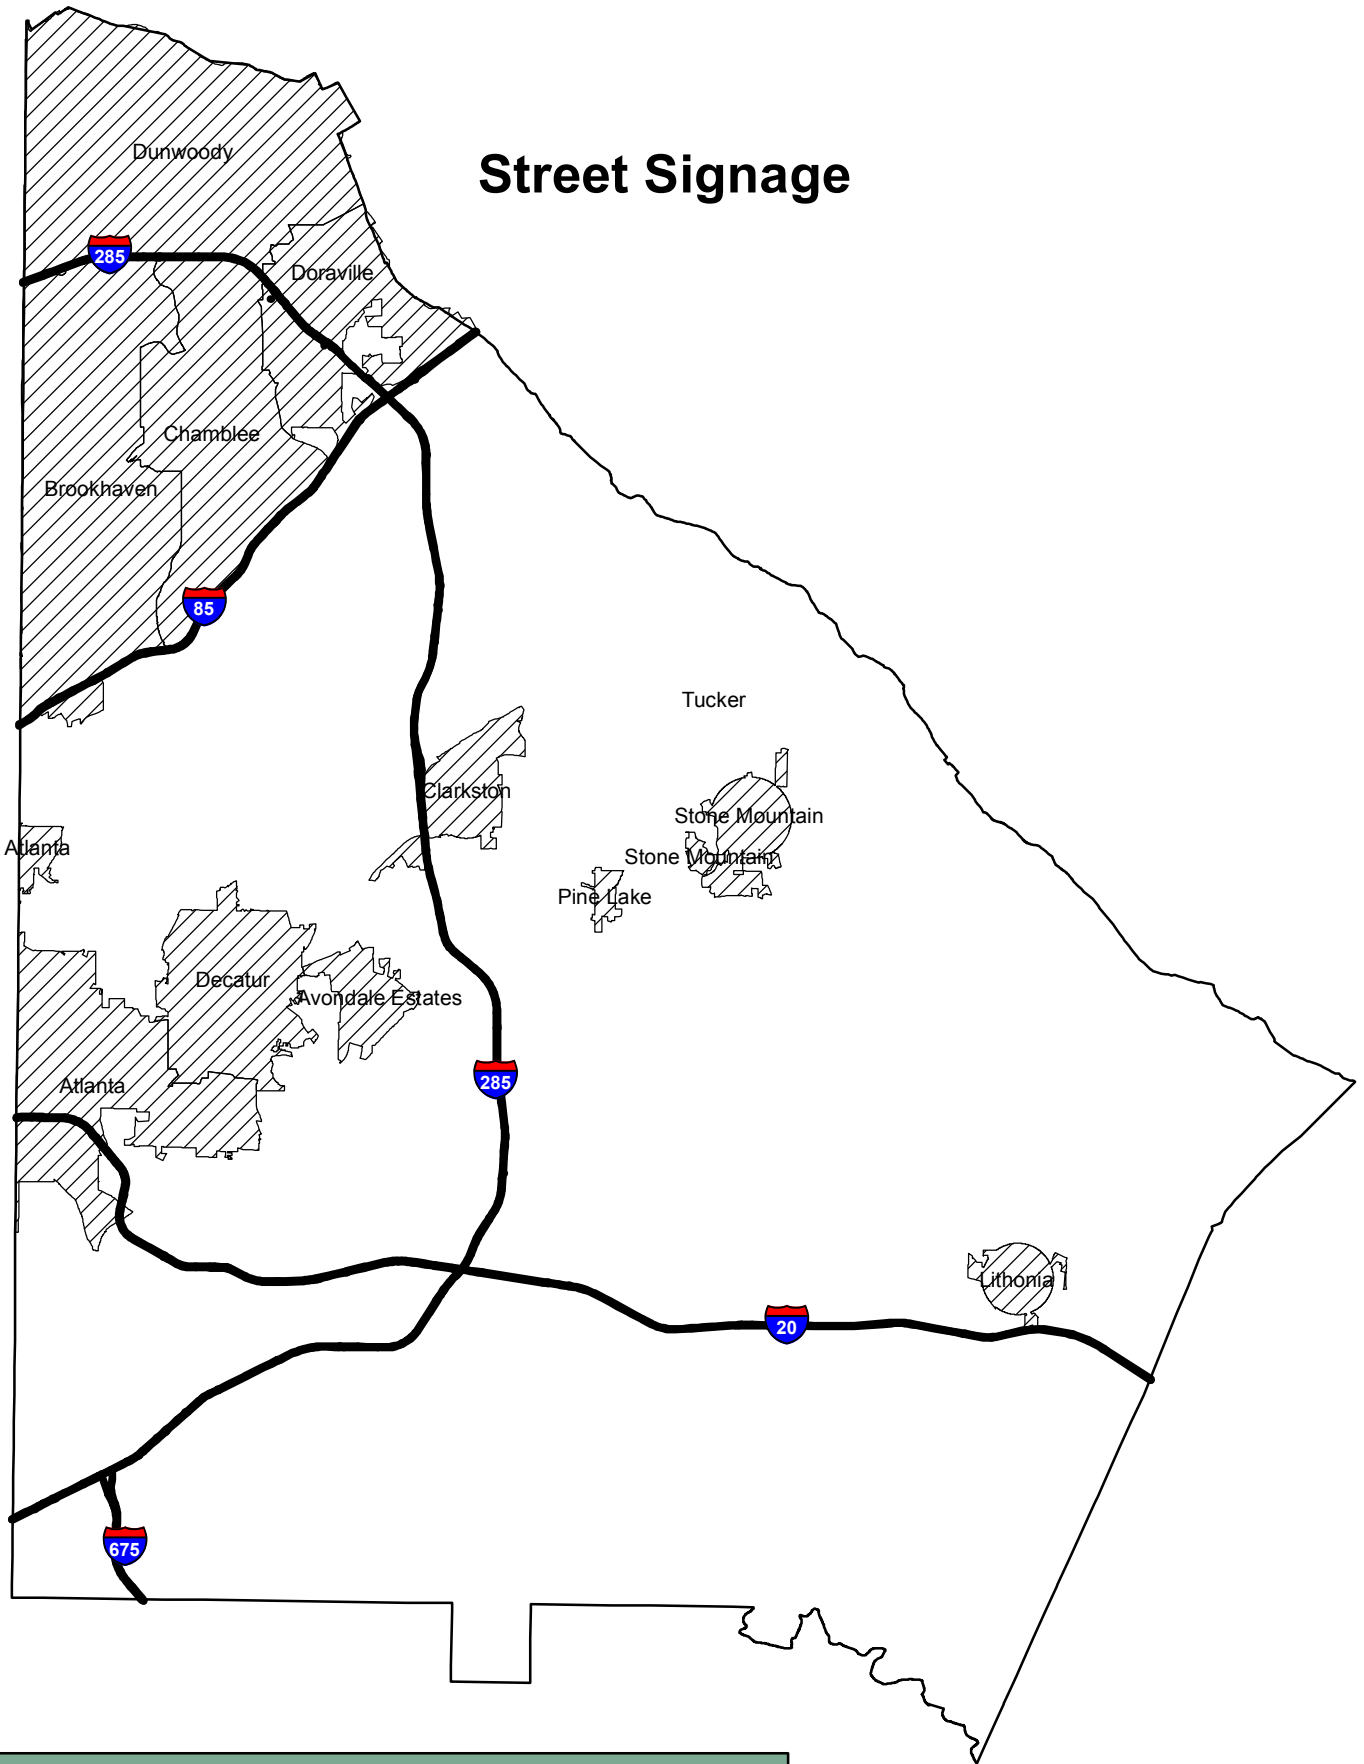 Dunwoody
Street Signage
285
Doraville
Chamblee
Brookhaven
85
Tucker
Clarkston
Stone Mountain
Atlanta
Stone Mountain
Pine Lake
Decatur
Avondale Estates
285
Atlanta
Lithonia
20
675